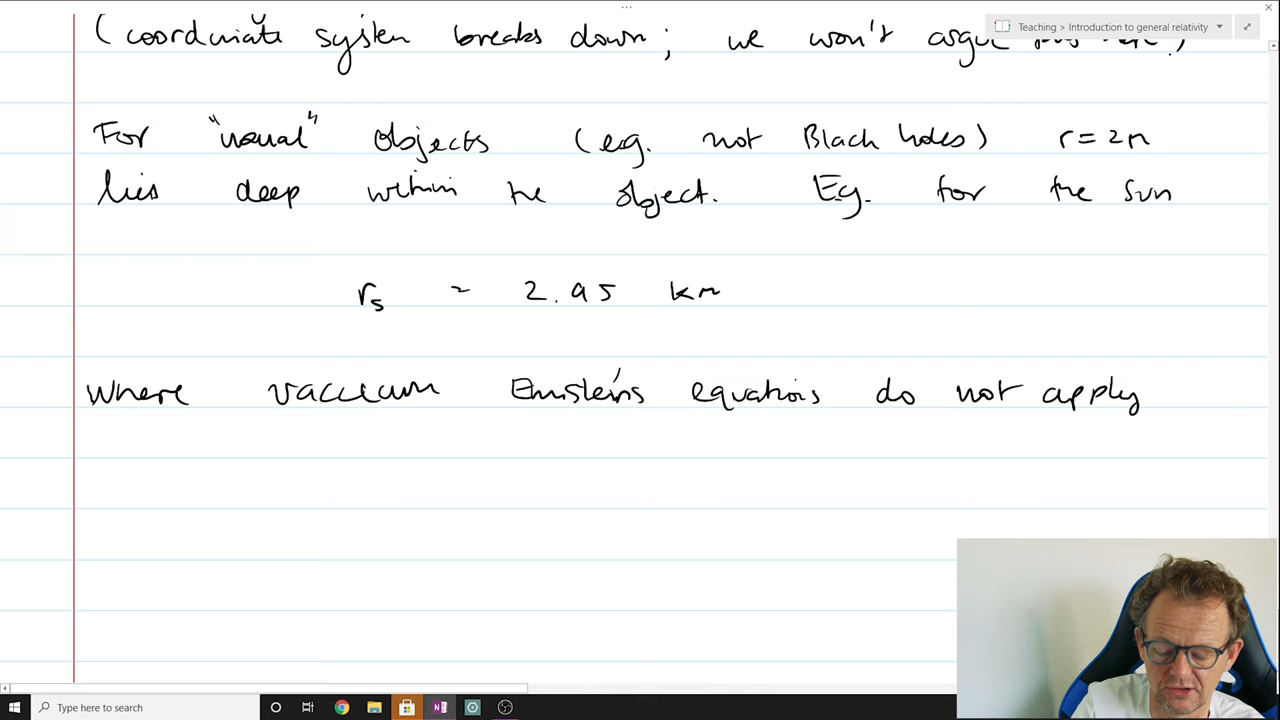 Teaching > Introduction to general relativity
(coordinate system breaks down; we won't argue
For "usual" objects (e.g. not Black holes) r = 2m
lies deep within the object. E.g. for the Sun
rs = 2.95 km
Where vacuum Einstein's equations do not apply
Type here to search